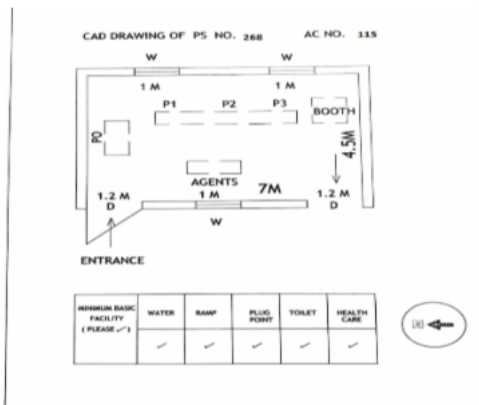 CAD DRAWING OF PS NO. 268 AC NO. 115
W W
1 M 1 M
P1 P2 P3
BOOTH
PO
4.5M
AGENTS
1.2 M 1 M 7M 1.2 M
D D
W
ENTRANCE
MINIMUM BASIC FACILITY ( PLEASE ✓ ) WATER RAMP PLUG POINT TOILET HEALTH CARE
✓ ✓ ✓ ✓ ✓